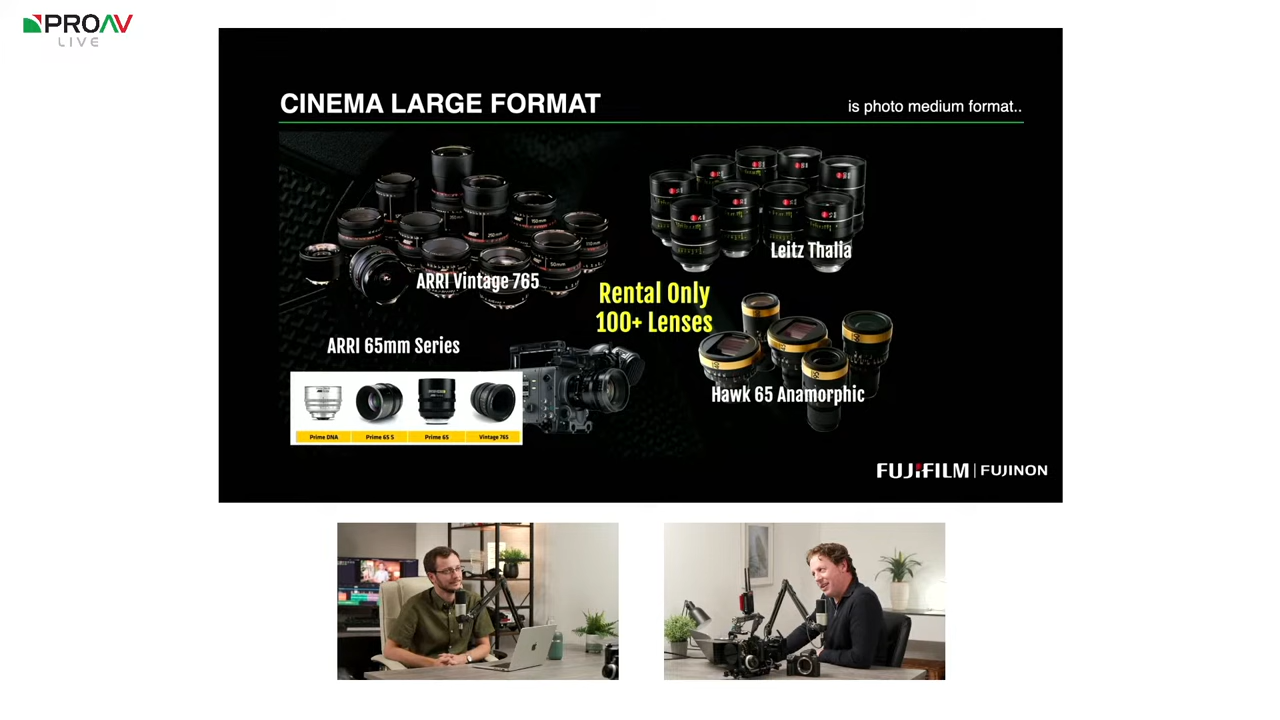 PROAV
LIVE
CINEMA LARGE FORMAT
is photo medium format..
ARRI Vintage 765
Leitz Thalia
Rental Only
100+ Lenses
ARRI 65mm Series
Hawk 65 Anamorphic
Prime DNA
Prime 65 S
Prime 65
Vintage 765
FUJIFILM | FUJINON